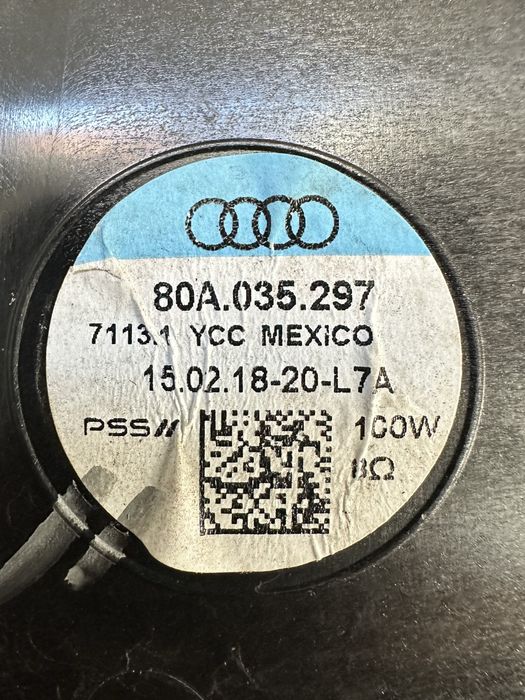 80A.035.297
7113.1 YCC MEXICO
15.02.18-20-L7A
PSS// 100W
8Ω